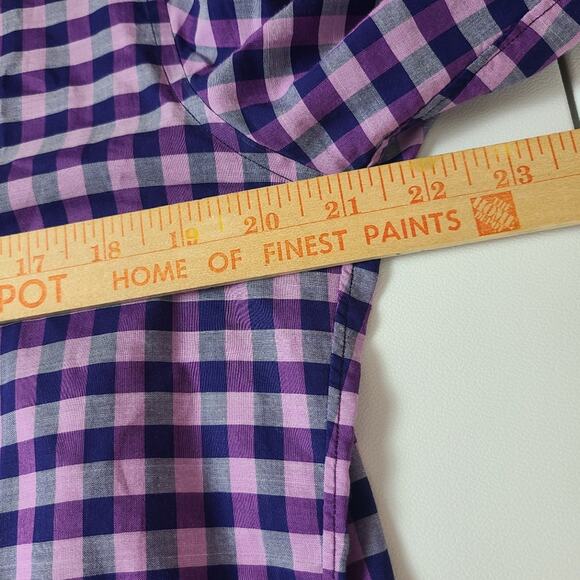 17 18 19 20 21 22 23
POT HOME OF FINEST PAINTS